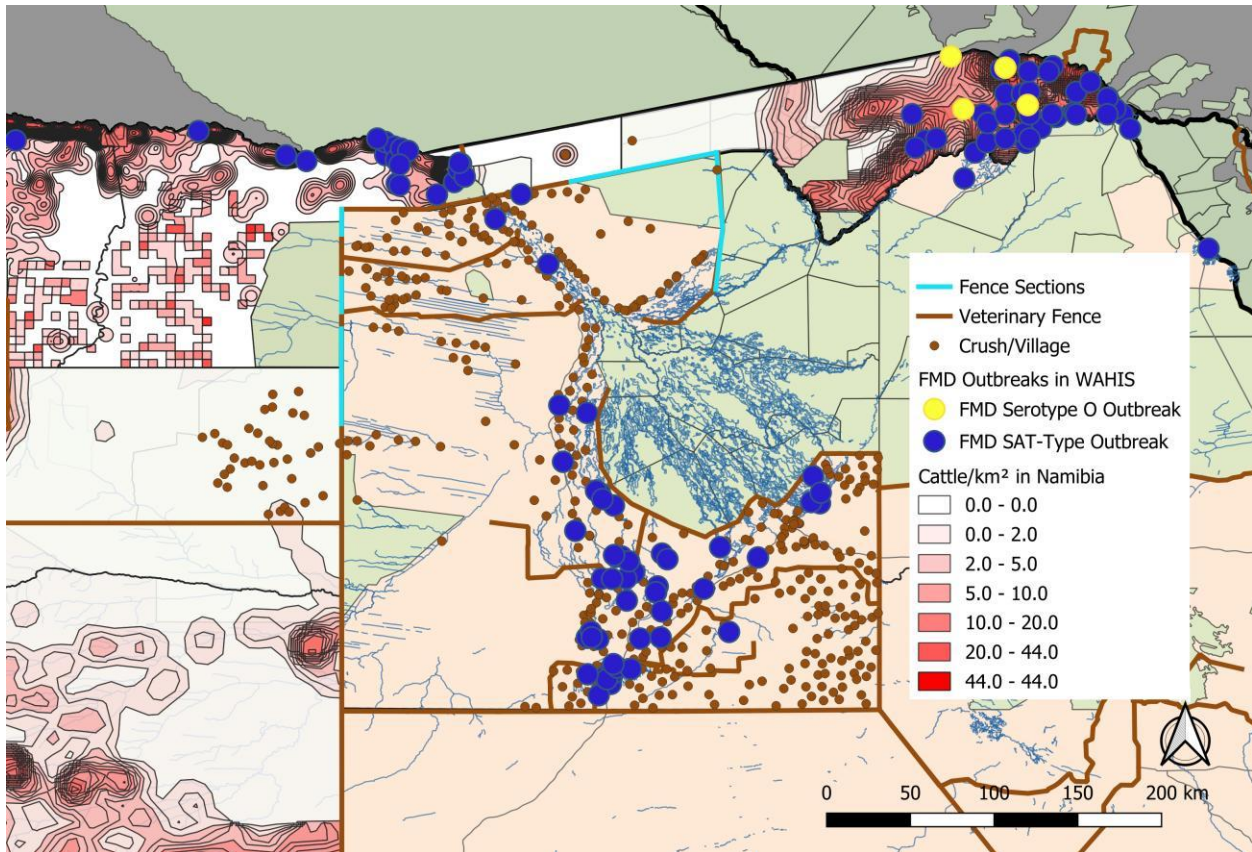 Fence Sections
Veterinary Fence
Crush/Village
FMD Outbreaks in WAHIS
FMD Serotype O Outbreak
FMD SAT-Type Outbreak
Cattle/km² in Namibia
0.0 - 0.0
0.0 - 2.0
2.0 - 5.0
5.0 - 10.0
10.0 - 20.0
20.0 - 44.0
44.0 - 44.0
0 50 100 150 200 km